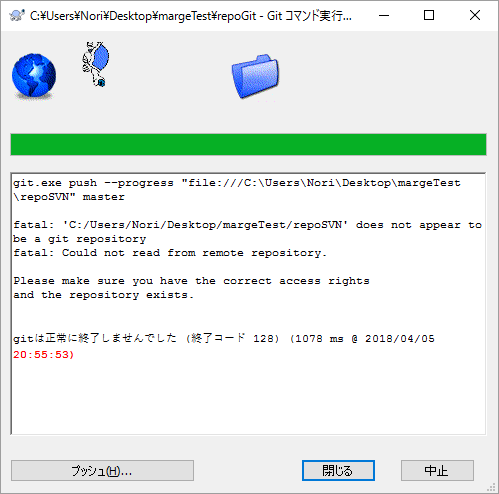 C:¥Users¥Nori¥Desktop¥margeTest¥repoGit - Git コマンド実行...
git.exe push --progress "file:///C:\Users\Nori\Desktop\margeTest
\repoSVN" master
fatal: 'C:/Users/Nori/Desktop/margeTest/repoSVN' does not appear to
be a git repository
fatal: Could not read from remote repository.
Please make sure you have the correct access rights
and the repository exists.
gitは正常に終了しませんでした (終了コード 128) (1078 ms @ 2018/04/05
20:55:53)
プッシュ(H)...
閉じる
中止